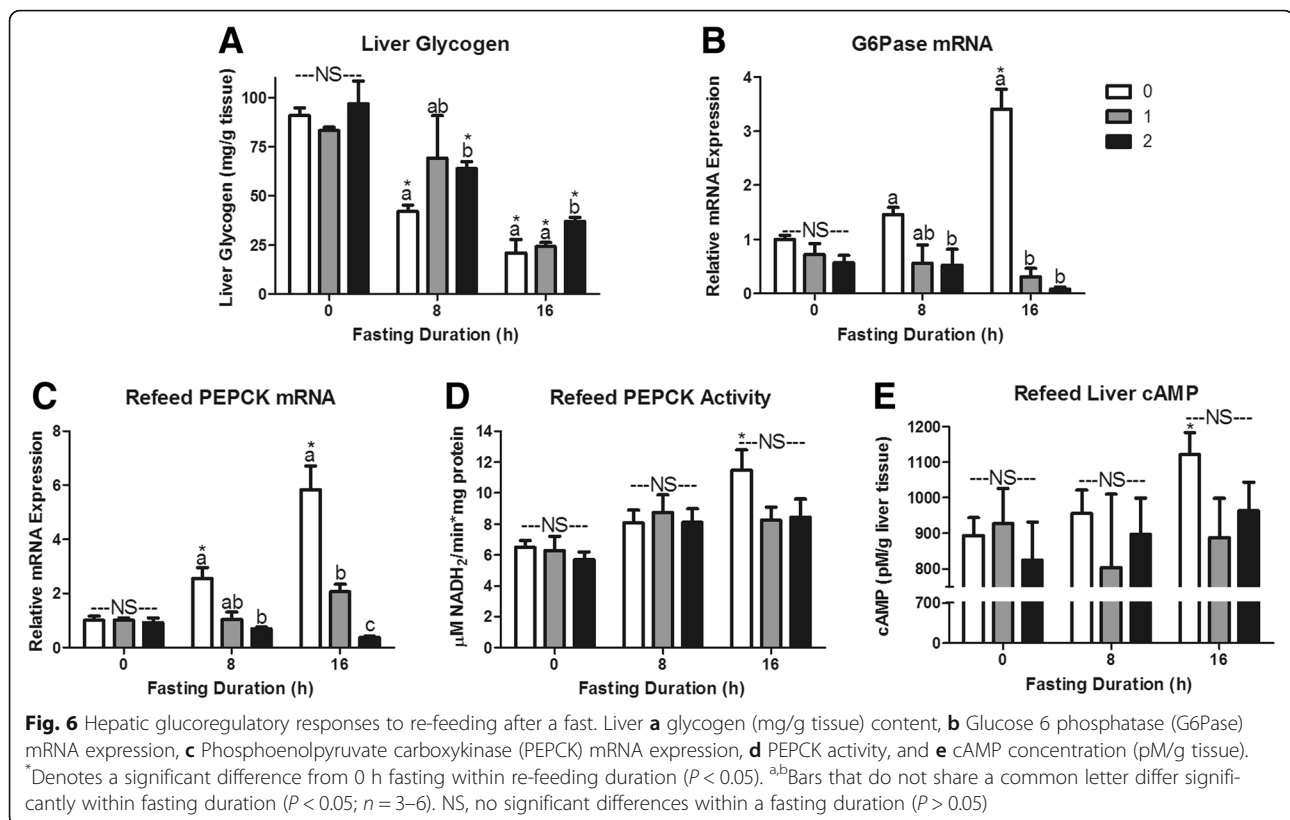 A Liver Glycogen
Liver Glycogen (mg/g tissue)
100
75
50
25
0
---NS---
* a
ab
* b
* a
* a
* b
0 8 16
Fasting Duration (h)
B G6Pase mRNA
Relative mRNA Expression
4
3
2
1
0
---NS---
a
ab
b
* a
b
b
0 8 16
Fasting Duration (h)
0
1
2
C Refeed PEPCK mRNA
Relative mRNA Expression
8
6
4
2
0
---NS---
* a
ab
b
* a
b
c
0 8 16
Fasting Duration (h)
D Refeed PEPCK Activity
µM NADH₂/min*mg protein
14
12
10
8
6
4
2
0
---NS---
---NS---
* ---NS---
0 8 16
Fasting Duration (h)
E Refeed Liver cAMP
cAMP (pM/g liver tissue)
1200
1100
1000
900
800
700
0
---NS---
---NS---
* ---NS---
0 8 16
Fasting Duration (h)
Fig. 6 Hepatic glucoregulatory responses to re-feeding after a fast. Liver a glycogen (mg/g tissue) content, b Glucose 6 phosphatase (G6Pase)
mRNA expression, c Phosphoenolpyruvate carboxykinase (PEPCK) mRNA expression, d PEPCK activity, and e cAMP concentration (pM/g tissue).
*Denotes a significant difference from 0 h fasting within re-feeding duration (P < 0.05). a,bBars that do not share a common letter differ signifi-
cantly within fasting duration (P < 0.05; n = 3–6). NS, no significant differences within a fasting duration (P > 0.05)